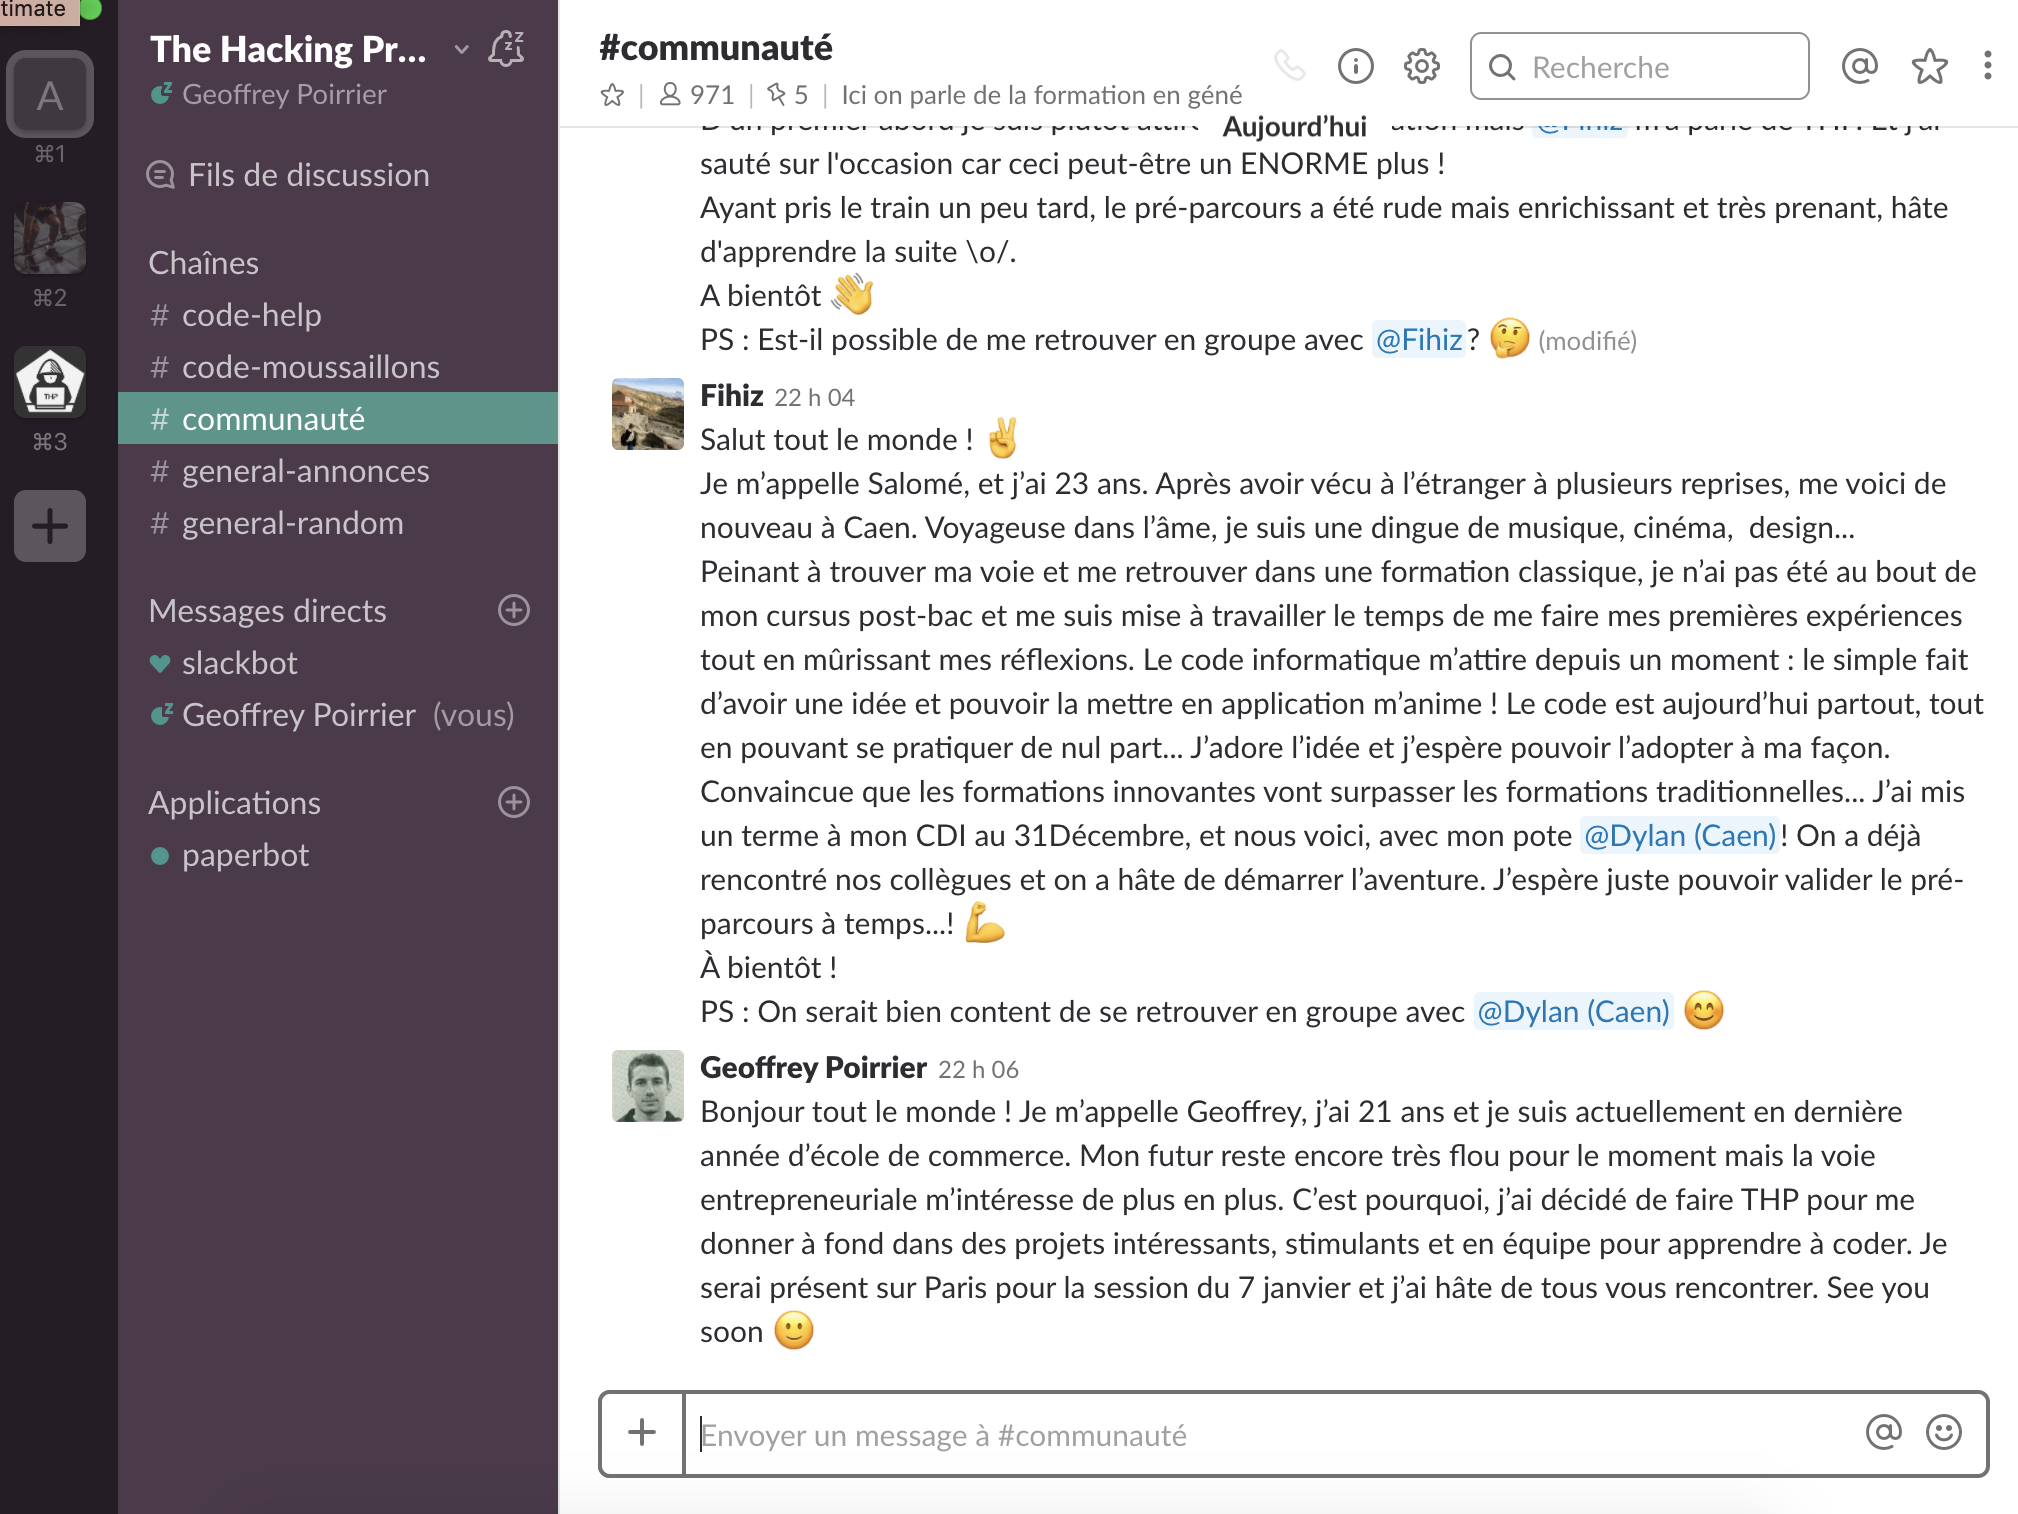 timate
A
⌘1
⌘2
THP
⌘3
The Hacking Pr...
Geoffrey Poirrier
Fils de discussion
Chaînes
# code-help
# code-moussaillons
# communauté
# general-annonces
# general-random
Messages directs
slackbot
Geoffrey Poirrier (vous)
Applications
paperbot
#communauté
971 | 5 | Ici on parle de la formation en géné
Recherche
Aujourd’hui
D'un premier abord je suis plutôt mais @Fihiz m'a parlé de THP. Et j'ai
sauté sur l'occasion car ceci peut-être un ENORME plus !
Ayant pris le train un peu tard, le pré-parcours a été rude mais enrichissant et très prenant, hâte
d'apprendre la suite \o/.
A bientôt 👋
PS : Est-il possible de me retrouver en groupe avec @Fihiz? 🤔 (modifié)
Fihiz 22 h 04
Salut tout le monde ! ✌️
Je m’appelle Salomé, et j’ai 23 ans. Après avoir vécu à l’étranger à plusieurs reprises, me voici de
nouveau à Caen. Voyageuse dans l’âme, je suis une dingue de musique, cinéma,  design...
Peinant à trouver ma voie et me retrouver dans une formation classique, je n’ai pas été au bout de
mon cursus post-bac et me suis mise à travailler le temps de me faire mes premières expériences
tout en mûrissant mes réflexions. Le code informatique m’attire depuis un moment : le simple fait
d’avoir une idée et pouvoir la mettre en application m’anime ! Le code est aujourd’hui partout, tout
en pouvant se pratiquer de nul part... J’adore l’idée et j’espère pouvoir l’adopter à ma façon.
Convaincue que les formations innovantes vont surpasser les formations traditionnelles... J’ai mis
un terme à mon CDI au 31Décembre, et nous voici, avec mon pote @Dylan (Caen)! On a déjà
rencontré nos collègues et on a hâte de démarrer l’aventure. J’espère juste pouvoir valider le pré-
parcours à temps...! 💪
À bientôt !
PS : On serait bien content de se retrouver en groupe avec @Dylan (Caen) 😊
Geoffrey Poirrier 22 h 06
Bonjour tout le monde ! Je m’appelle Geoffrey, j’ai 21 ans et je suis actuellement en dernière
année d’école de commerce. Mon futur reste encore très flou pour le moment mais la voie
entrepreneuriale m’intéresse de plus en plus. C’est pourquoi, j’ai décidé de faire THP pour me
donner à fond dans des projets intéressants, stimulants et en équipe pour apprendre à coder. Je
serai présent sur Paris pour la session du 7 janvier et j’ai hâte de tous vous rencontrer. See you
soon 🙂
Envoyer un message à #communauté